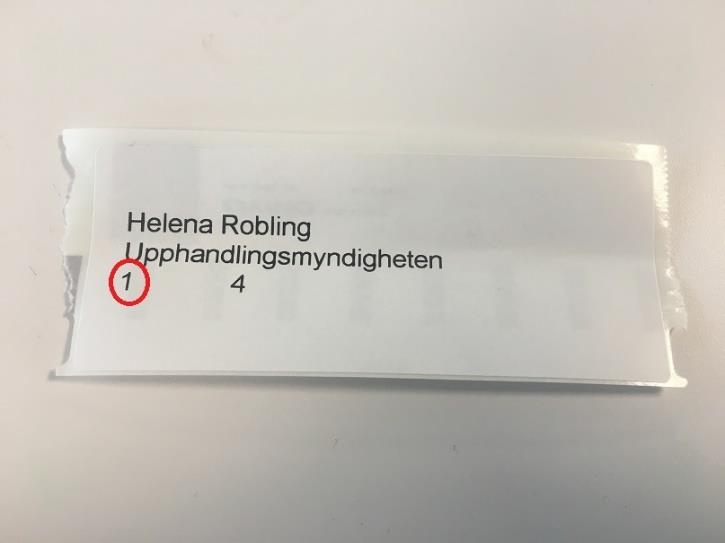 Helena Robling
Upphandlingsmyndigheten
1 4